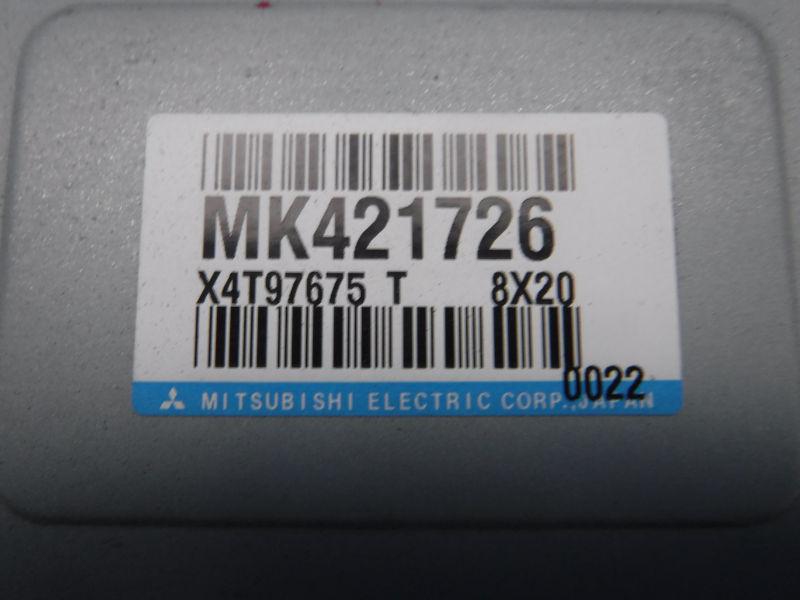 MK421726
X4T97675 T 8X20
0022
MITSUBISHI ELECTRIC CORP.,JAPAN